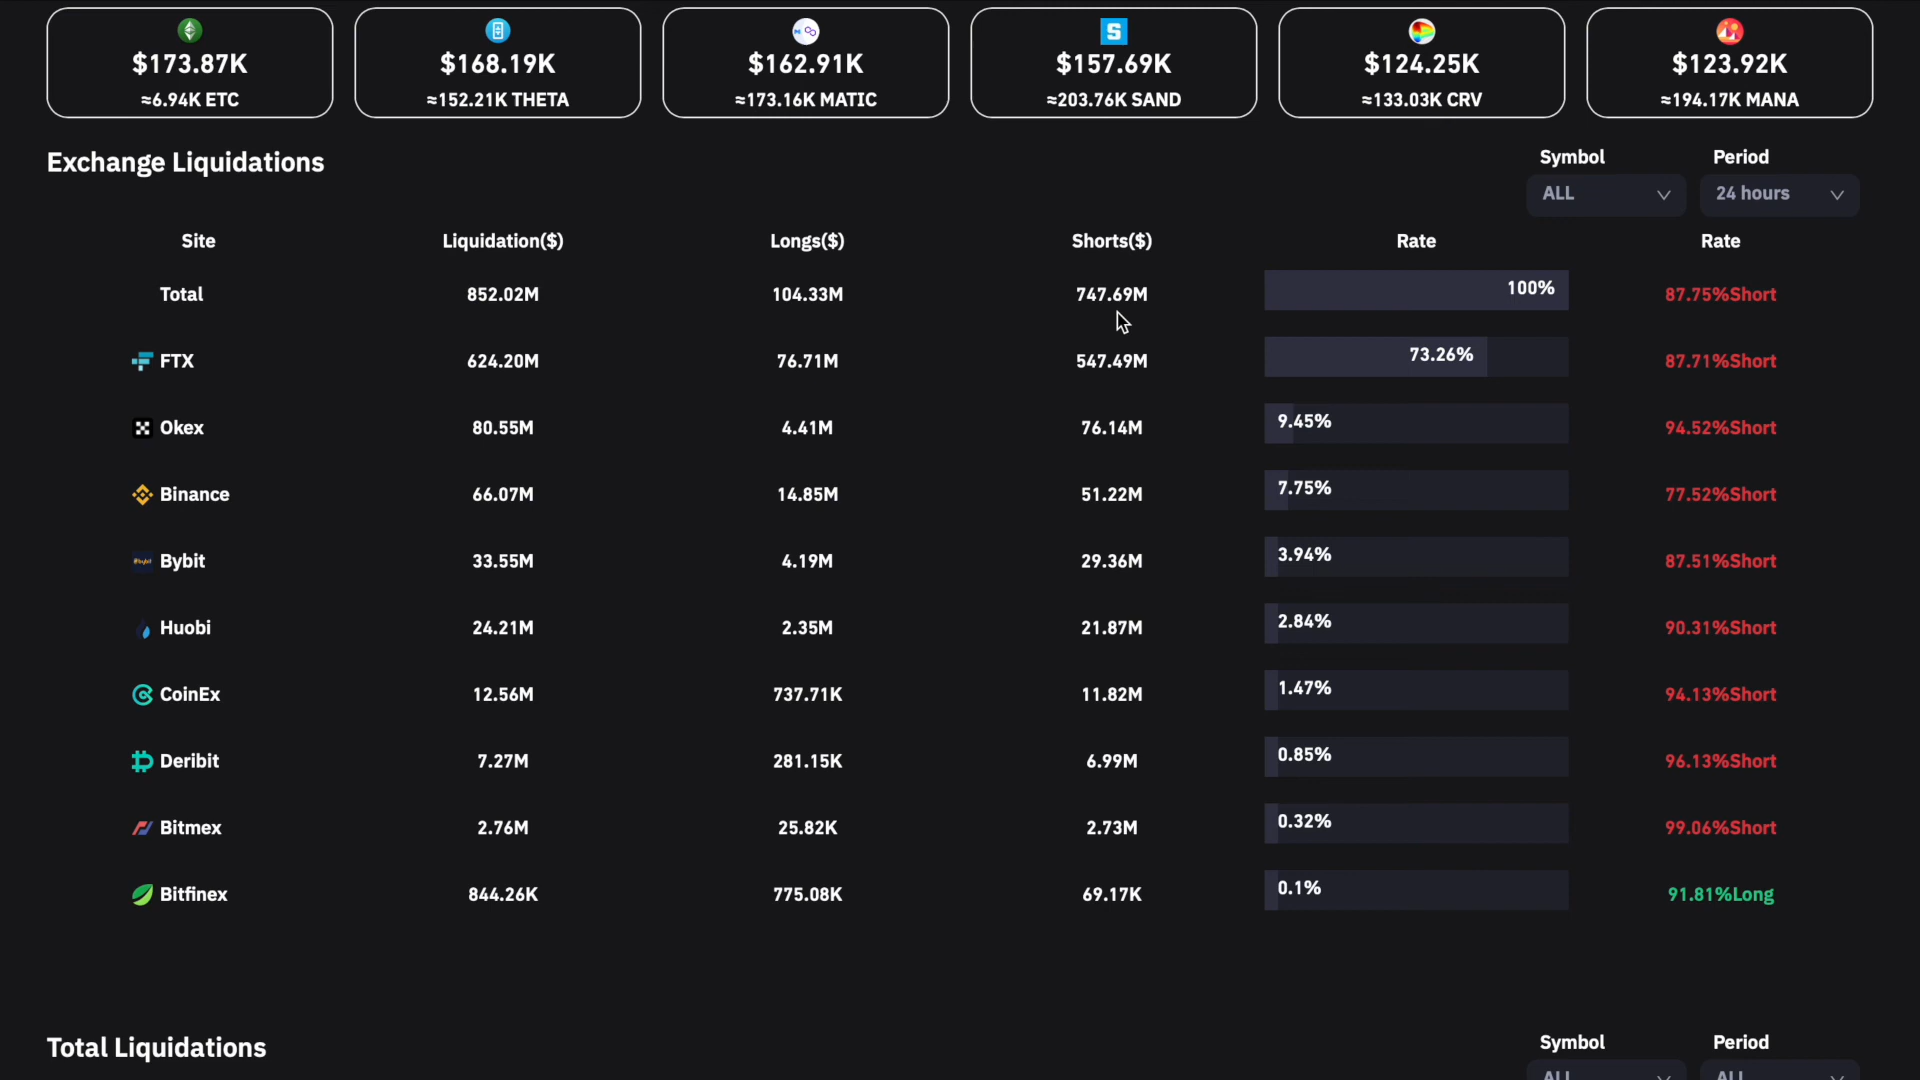 $173.87K
≈6.94K ETC
$168.19K
≈152.21K THETA
$162.91K
≈173.16K MATIC
$157.69K
≈203.76K SAND
$124.25K
≈133.03K CRV
$123.92K
≈194.17K MANA
Exchange Liquidations
Symbol Period
ALL 24 hours
Site Liquidation($) Longs($) Shorts($) Rate Rate
Total 852.02M 104.33M 747.69M 100% 87.75%Short
FTX 624.20M 76.71M 547.49M 73.26% 87.71%Short
Okex 80.55M 4.41M 76.14M 9.45% 94.52%Short
Binance 66.07M 14.85M 51.22M 7.75% 77.52%Short
Bybit 33.55M 4.19M 29.36M 3.94% 87.51%Short
Huobi 24.21M 2.35M 21.87M 2.84% 90.31%Short
CoinEx 12.56M 737.71K 11.82M 1.47% 94.13%Short
Deribit 7.27M 281.15K 6.99M 0.85% 96.13%Short
Bitmex 2.76M 25.82K 2.73M 0.32% 99.06%Short
Bitfinex 844.26K 775.08K 69.17K 0.1% 91.81%Long
Total Liquidations
Symbol Period
ALL ALL